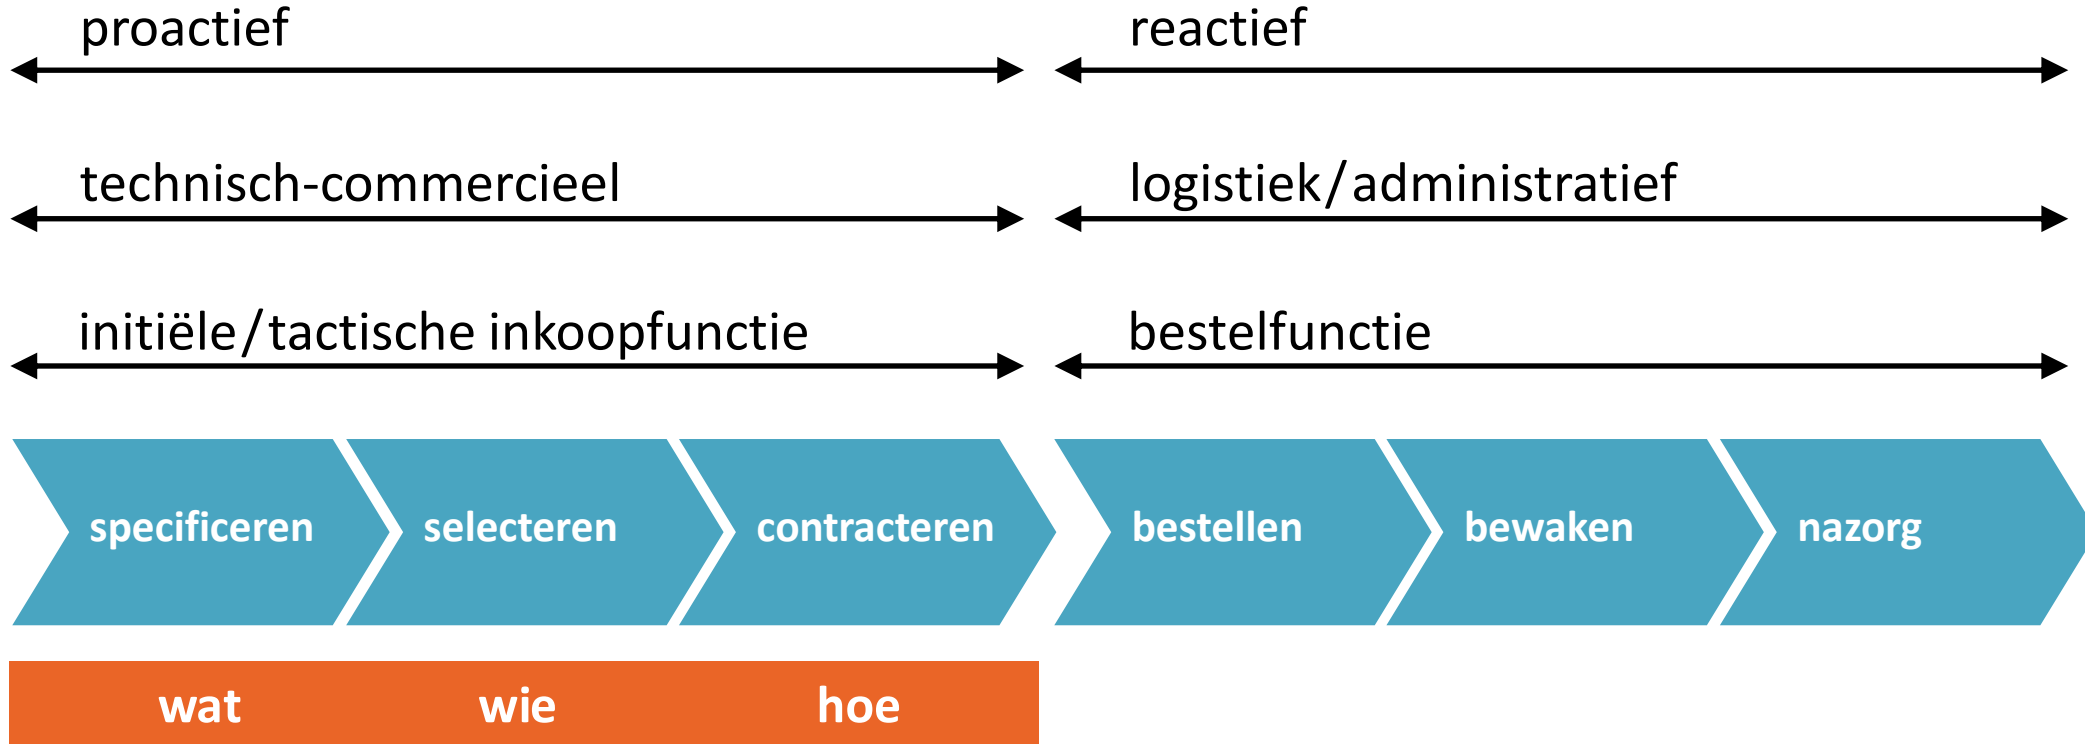 proactief reactief
technisch-commercieel logistiek/administratief
initiële/tactische inkoopfunctie bestelfunctie
specificeren selecteren contracteren bestellen bewaken nazorg
wat wie hoe